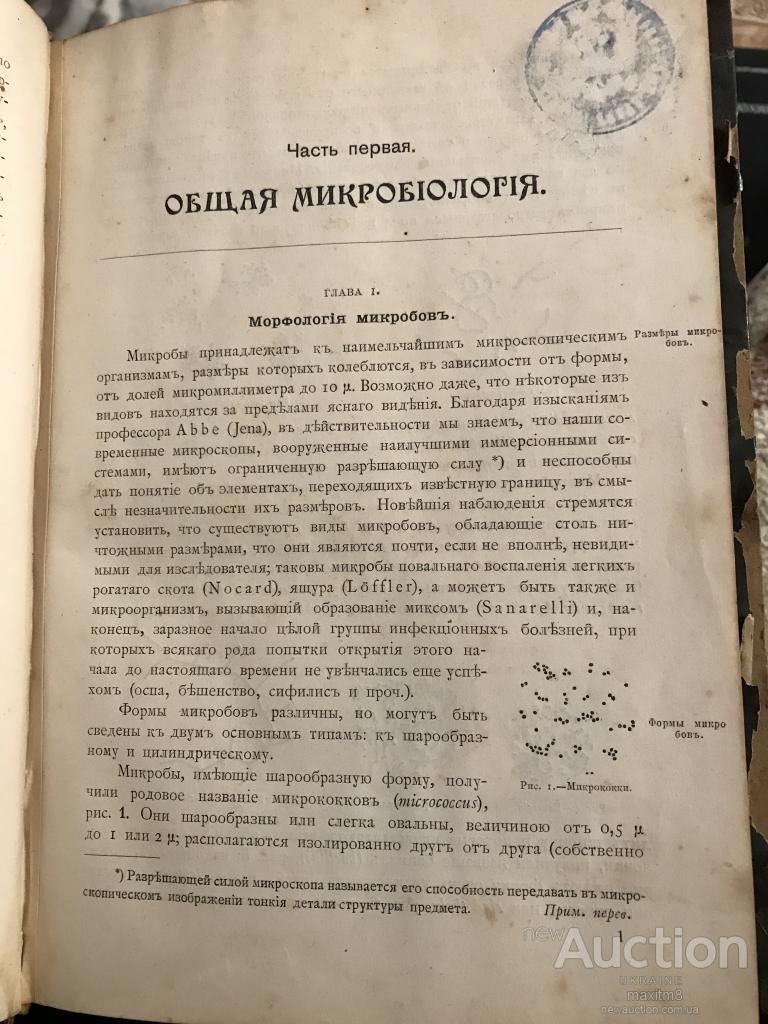 Часть первая.
ОБЩАЯ МИКРОБІОЛОГІЯ.
ГЛАВА I.
Морфологія микробовъ.
Микробы принадлежатъ къ наимельчайшимъ микроскопическимъ
организмамъ, размѣры которыхъ колеблются, въ зависимости отъ формы,
отъ долей микромиллиметра до 10 μ. Возможно даже, что нѣкоторые изъ
видовъ находятся за предѣлами яснаго видѣнія. Благодаря изысканіямъ
профессора Abbe (Jena), въ дѣйствительности мы знаемъ, что наши со-
временные микроскопы, вооруженные наилучшими иммерсіонными си-
стемами, имѣютъ ограниченную разрѣшающую силу *) и неспособны
дать понятіе объ элементахъ, переходящихъ извѣстную границу, въ смы-
слѣ незначительности ихъ размѣровъ. Новѣйшія наблюденія стремятся
установить, что существуютъ виды микробовъ, обладающіе столь ни-
чтожными размѣрами, что они являются почти, если не вполнѣ, невиди-
мыми для изслѣдователя; таковы микробы повальнаго воспаленія легкихъ
рогатаго скота (Nocard), ящура (Löffler), а можетъ быть также и
микроорганизмъ, вызывающій образованіе миксомъ (Sanarelli) и, на-
конецъ, заразное начало цѣлой группы инфекціонныхъ болѣзней, при
которыхъ всякаго рода попытки открытія этого на-
чала до настоящаго времени не увѣнчались еще успѣ-
хомъ (оспа, бѣшенство, сифилисъ и проч.).
Формы микробовъ различны, но могутъ быть
сведены къ двумъ основнымъ типамъ: къ шарообраз-
ному и цилиндрическому.
Микробы, имѣющіе шарообразную форму, полу-
чили родовое названіе микрококковъ (micrococcus),
рис. 1. Они шарообразны или слегка овальны, величиною отъ 0,5 μ
до 1 или 2 μ; располагаются изолированно другъ отъ друга (собственно
Размѣры микро-
бовъ.
Формы микро
бовъ.
Рис. 1.—Микрококки.
*) Разрѣшающей силой микроскопа называется его способность передавать въ микро-
скопическомъ изображеніи тонкія детали структуры предмета.
Прим. перев.
1
newAuction
UKRAINE
maxitm8
newauction.com.ua